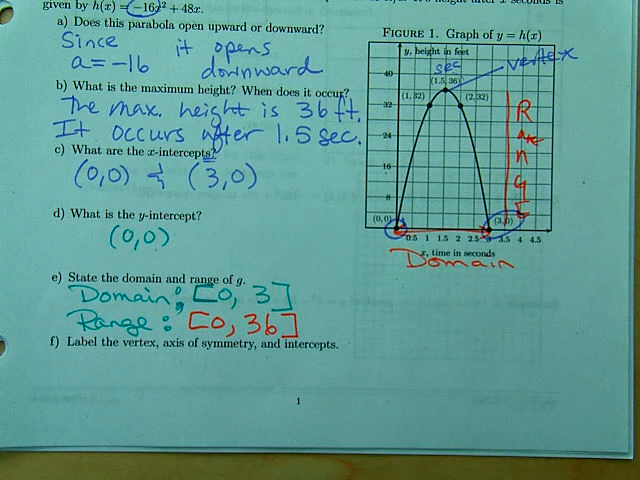 given by h(x) = −16x² + 48x.
a) Does this parabola open upward or downward?
Since it opens
a = −16 downward
b) What is the maximum height? When does it occur?
The max. height is 36 ft.
It occurs after 1.5 sec.
c) What are the x-intercepts?
(0,0) & (3,0)
d) What is the y-intercept?
(0,0)
e) State the domain and range of g.
Domain: [0, 3]
Range: [0, 36]
f) Label the vertex, axis of symmetry, and intercepts.
1
FIGURE 1. Graph of y = h(x)
y, height in feet
sec
vertex
(1.5, 36)
(1, 32)
(2, 32)
40
32
24
16
8
(0, 0)
(3, 0)
0.5 1 1.5 2 2.5 3 3.5 4 4.5
x, time in seconds
Domain
Range